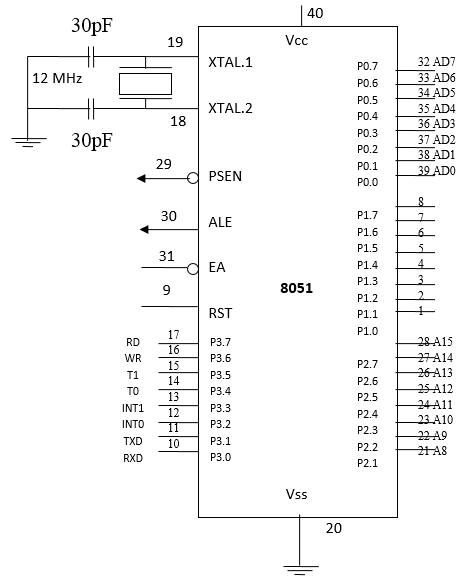 30pF
40
19
Vcc
XTAL.1
12 MHz
XTAL.2
18
30pF
29
PSEN
30
ALE
31
EA
9
RST
8051
RD 17 P3.7
WR 16 P3.6
T1 15 P3.5
T0 14 P3.4
INT1 13 P3.3
INT0 12 P3.2
TXD 11 P3.1
RXD 10 P3.0
P0.7 32 AD7
P0.6 33 AD6
P0.5 34 AD5
P0.4 35 AD4
P0.3 36 AD3
P0.2 37 AD2
P0.1 38 AD1
P0.0 39 AD0
P1.7 8
P1.6 7
P1.5 6
P1.4 5
P1.3 4
P1.2 3
P1.1 2
P1.0 1
P2.7 28 A15
P2.6 27 A14
P2.5 26 A13
P2.4 25 A12
P2.3 24 A11
P2.2 23 A10
P2.1 22 A9
21 A8
Vss
20